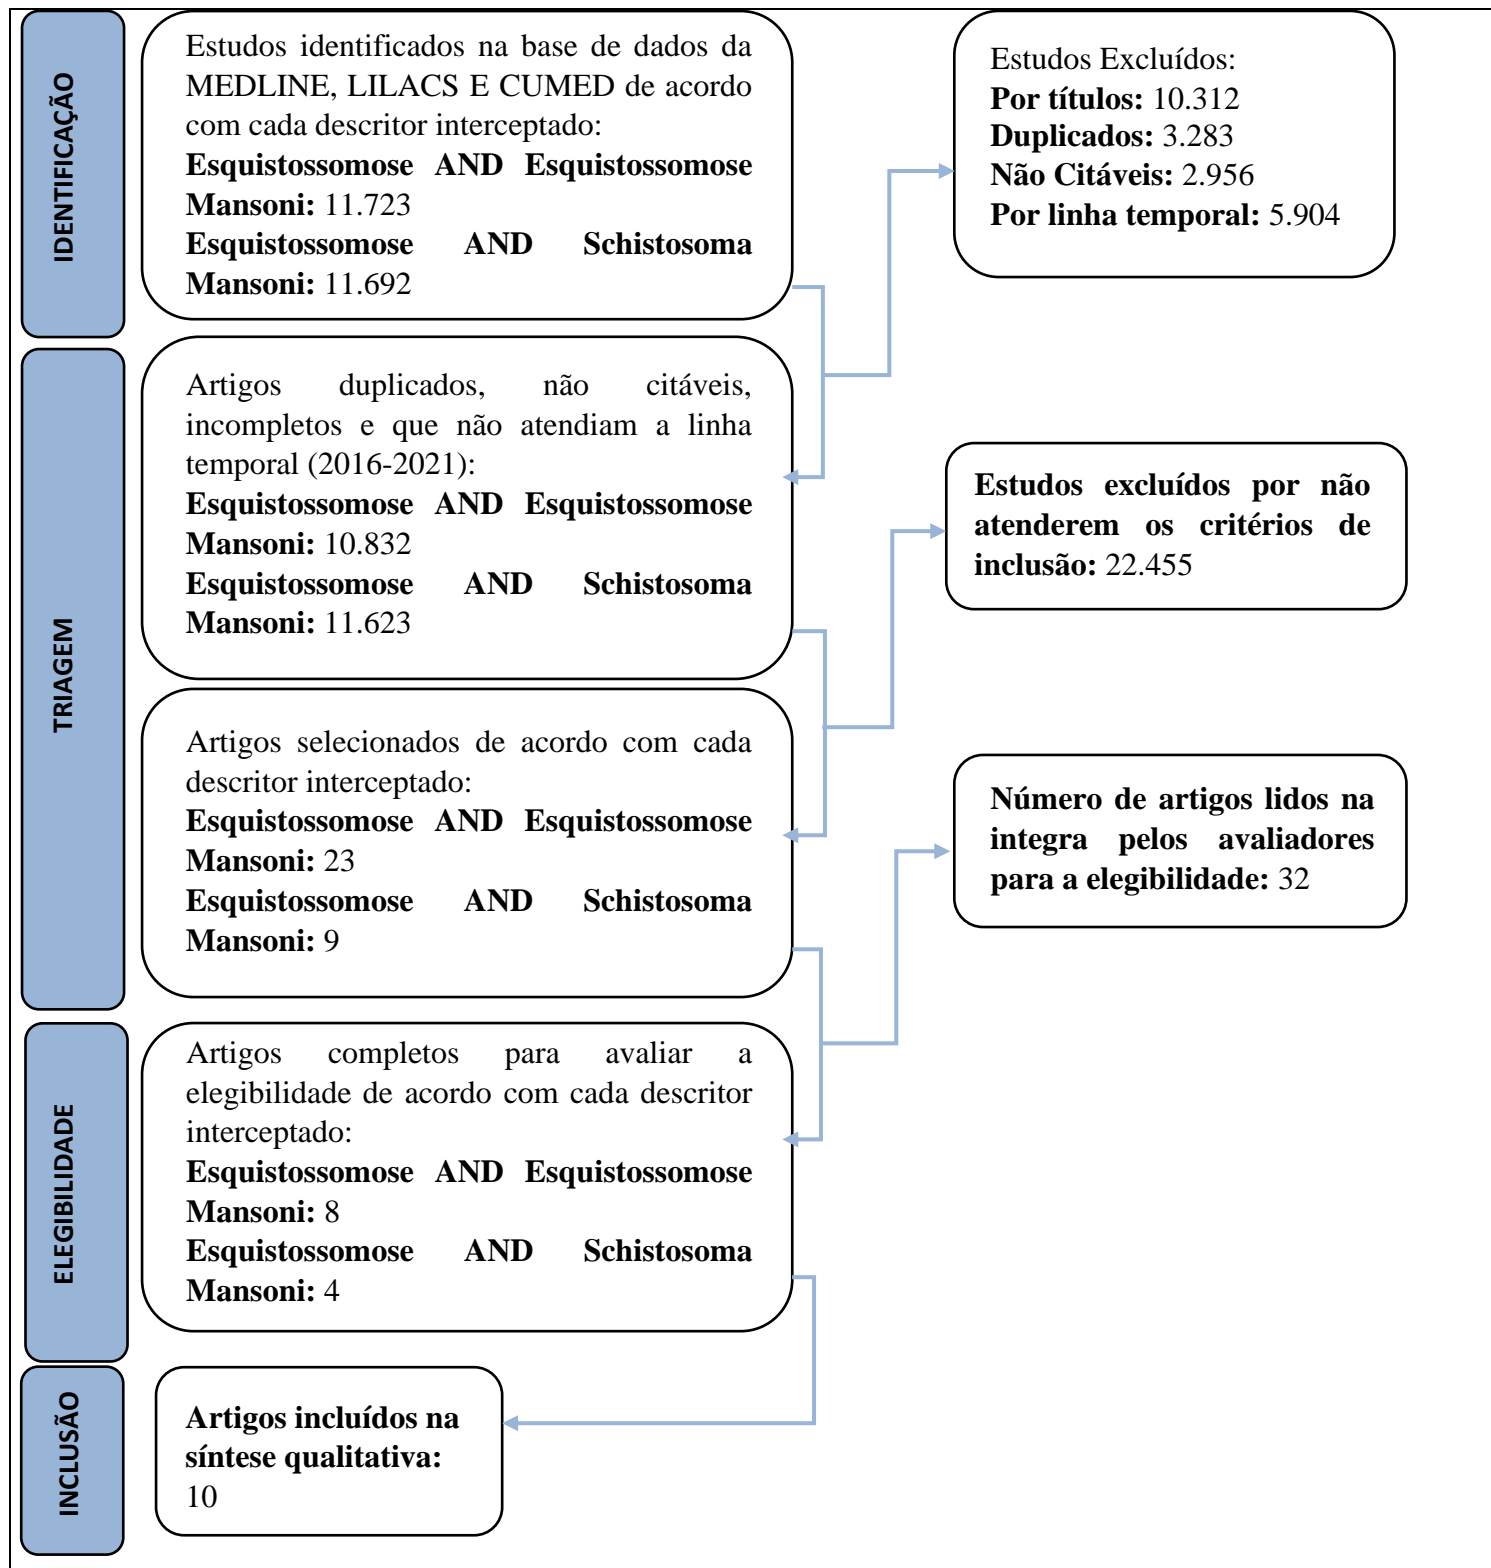 IDENTIFICAÇÃO
Estudos identificados na base de dados da
MEDLINE, LILACS E CUMED de acordo
com cada descritor interceptado:
Esquistossomose AND Esquistossomose
Mansoni: 11.723
Esquistossomose AND Schistosoma
Mansoni: 11.692
Estudos Excluídos:
Por títulos: 10.312
Duplicados: 3.283
Não Citáveis: 2.956
Por linha temporal: 5.904
TRIAGEM
Artigos duplicados, não citáveis,
incompletos e que não atendiam a linha
temporal (2016-2021):
Esquistossomose AND Esquistossomose
Mansoni: 10.832
Esquistossomose AND Schistosoma
Mansoni: 11.623
Estudos excluídos por não
atenderem os critérios de
inclusão: 22.455
Artigos selecionados de acordo com cada
descritor interceptado:
Esquistossomose AND Esquistossomose
Mansoni: 23
Esquistossomose AND Schistosoma
Mansoni: 9
Número de artigos lidos na
integra pelos avaliadores
para a elegibilidade: 32
ELEGIBILIDADE
Artigos completos para avaliar a
elegibilidade de acordo com cada descritor
interceptado:
Esquistossomose AND Esquistossomose
Mansoni: 8
Esquistossomose AND Schistosoma
Mansoni: 4
INCLUSÃO
Artigos incluídos na
síntese qualitativa:
10